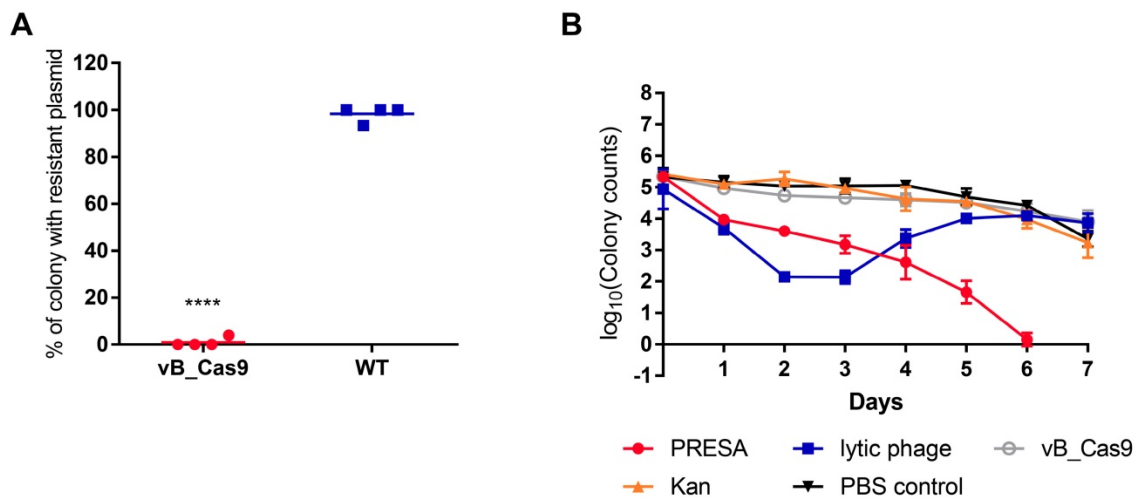 A
% of colony with resistant plasmid
120
100
80
60
40
20
0
****
vB_Cas9 WT
B
log10(Colony counts)
8
7
6
5
4
3
2
1
0
-1
1 2 3 4 5 6 7
Days
PRESA lytic phage vB_Cas9
Kan PBS control